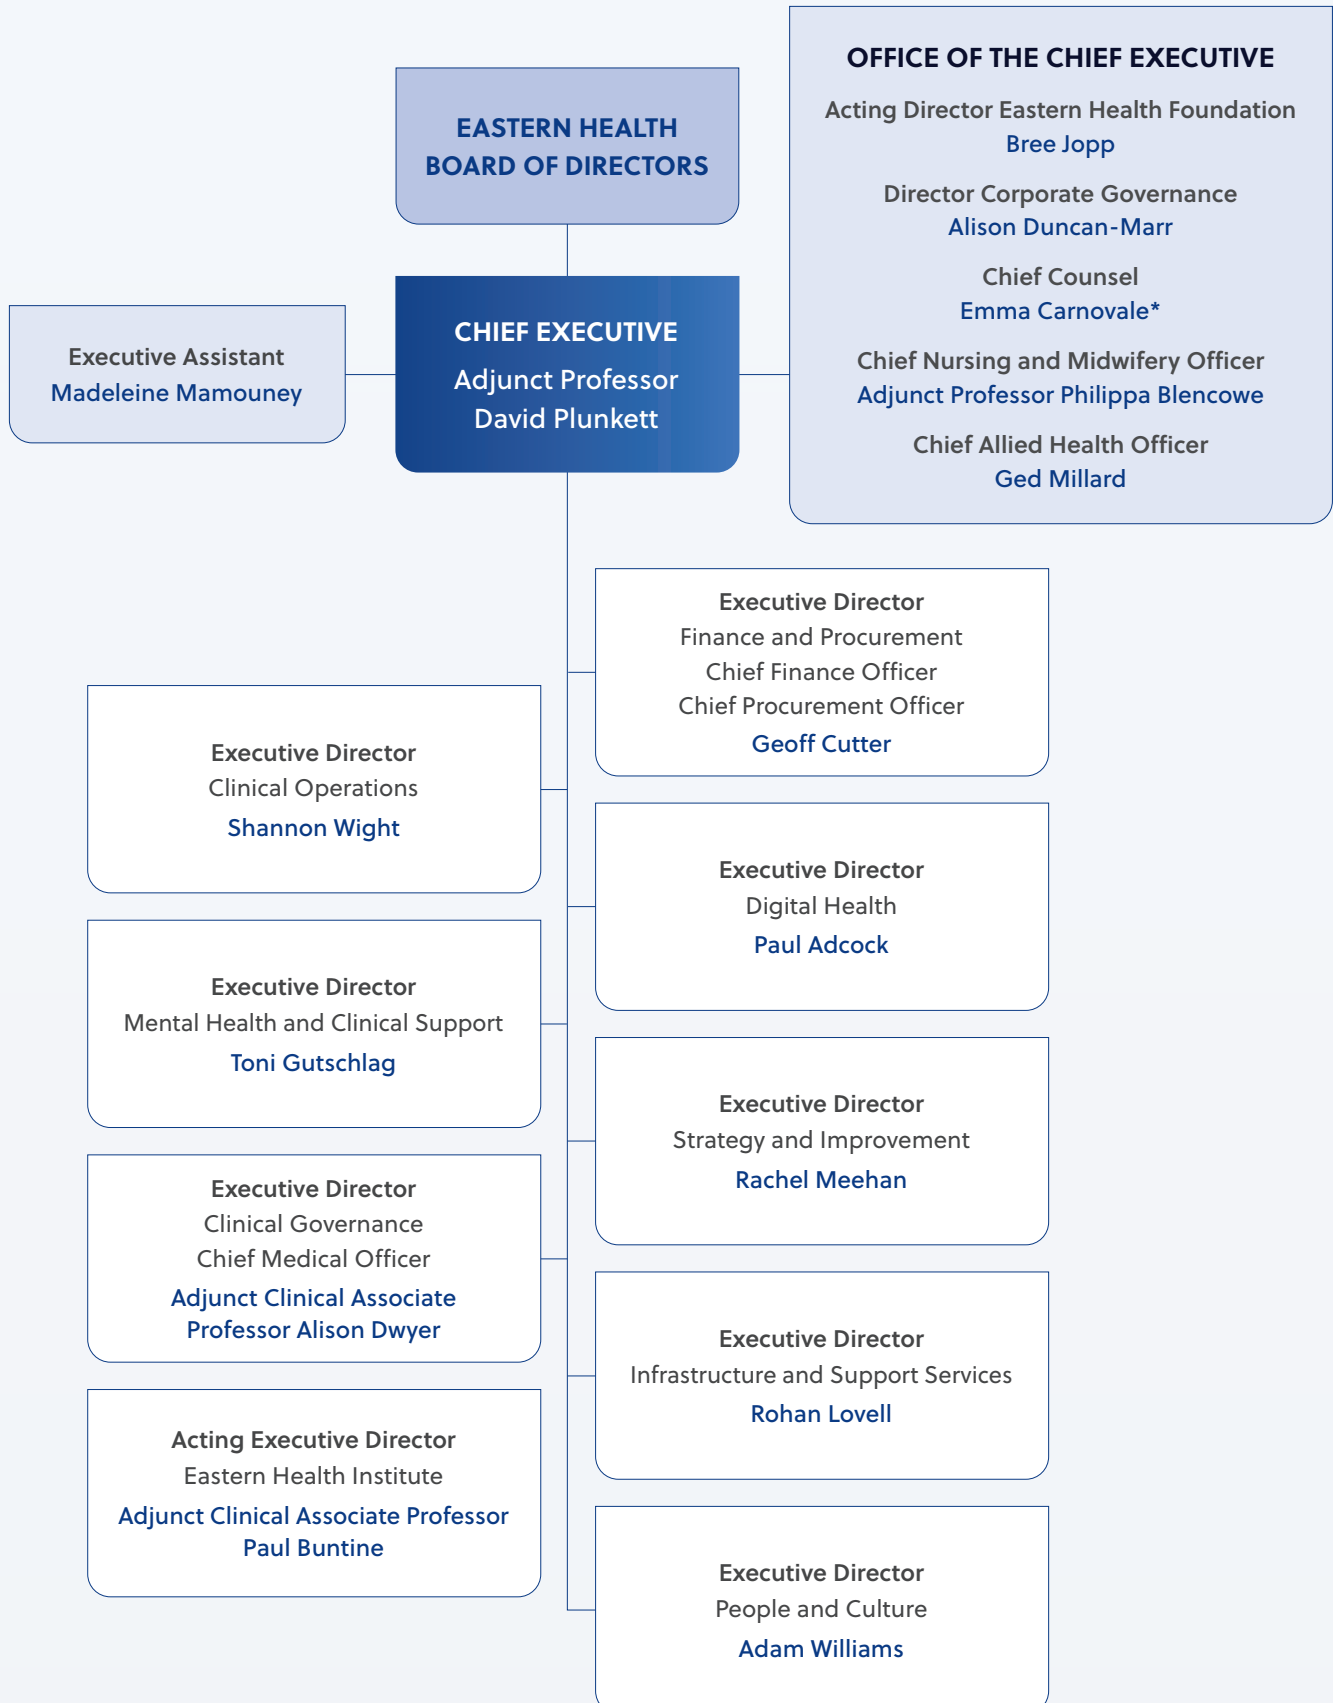 EASTERN HEALTH
BOARD OF DIRECTORS
OFFICE OF THE CHIEF EXECUTIVE
Acting Director Eastern Health Foundation
Bree Jopp
Director Corporate Governance
Alison Duncan-Marr
Chief Counsel
Emma Carnovale*
Chief Nursing and Midwifery Officer
Adjunct Professor Philippa Blencowe
Chief Allied Health Officer
Ged Millard
Executive Assistant
Madeleine Mamouney
CHIEF EXECUTIVE
Adjunct Professor
David Plunkett
Executive Director
Finance and Procurement
Chief Finance Officer
Chief Procurement Officer
Geoff Cutter
Executive Director
Clinical Operations
Shannon Wight
Executive Director
Digital Health
Paul Adcock
Executive Director
Mental Health and Clinical Support
Toni Gutschlag
Executive Director
Strategy and Improvement
Rachel Meehan
Executive Director
Clinical Governance
Chief Medical Officer
Adjunct Clinical Associate
Professor Alison Dwyer
Executive Director
Infrastructure and Support Services
Rohan Lovell
Acting Executive Director
Eastern Health Institute
Adjunct Clinical Associate Professor
Paul Buntine
Executive Director
People and Culture
Adam Williams